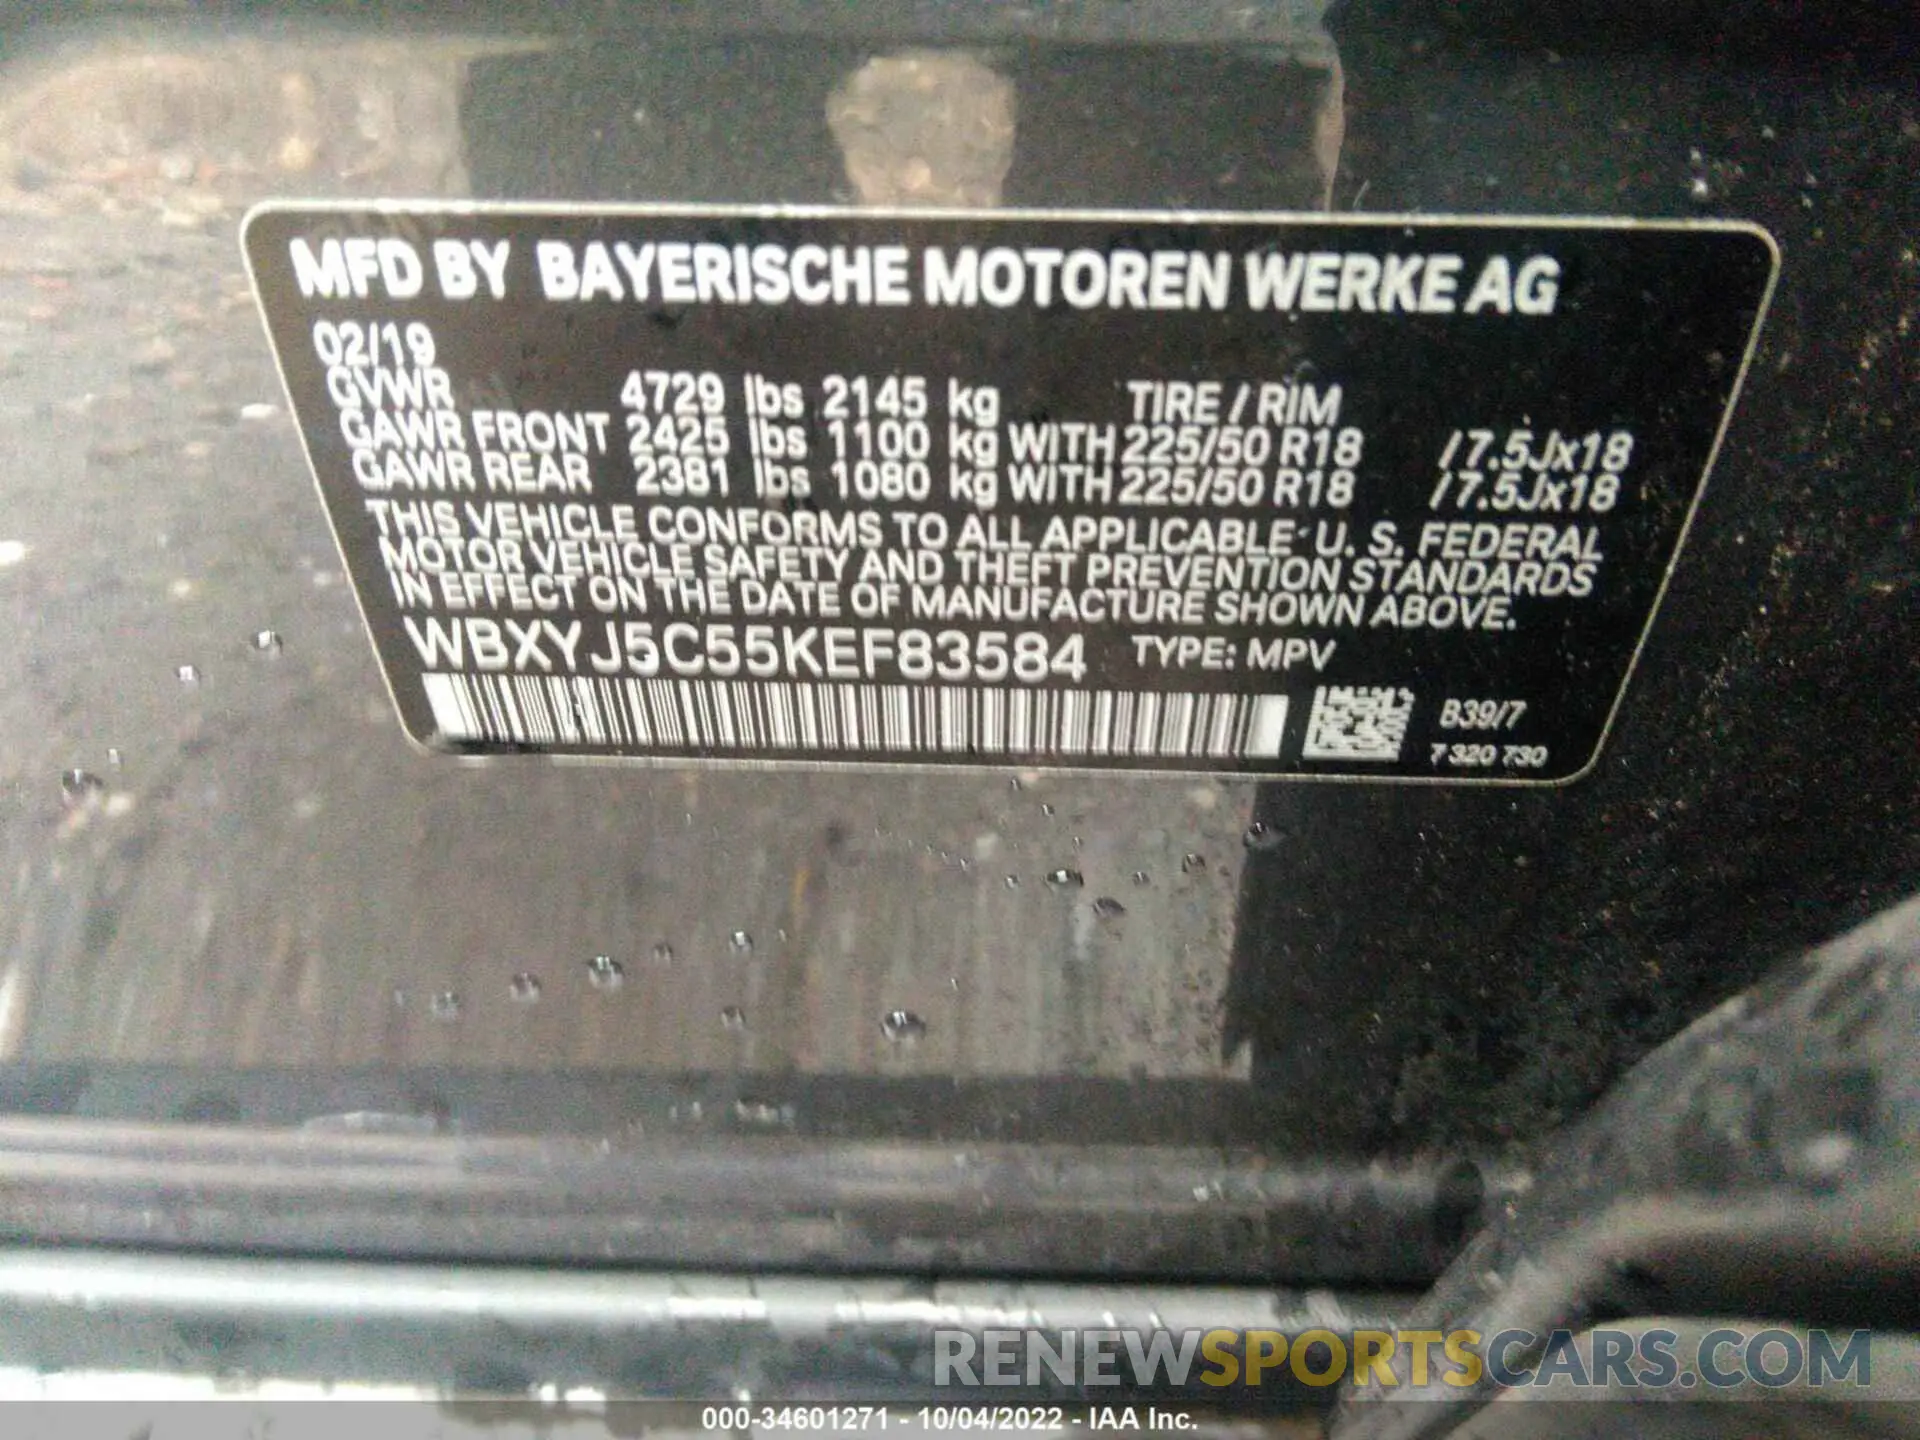 MFD BY BAYERISCHE MOTOREN WERKE AG
02/19
GVWR 4729 lbs 2145 kg TIRE / RIM
GAWR FRONT 2425 lbs 1100 kg WITH 225/50 R18 /7.5Jx18
GAWR REAR 2381 lbs 1080 kg WITH 225/50 R18 /7.5Jx18
THIS VEHICLE CONFORMS TO ALL APPLICABLE U. S. FEDERAL
MOTOR VEHICLE SAFETY AND THEFT PREVENTION STANDARDS
IN EFFECT ON THE DATE OF MANUFACTURE SHOWN ABOVE.
WBXYJ5C55KEF83584 TYPE: MPV
B39/7
7 320 730
RENEWSPORTSCARS.COM
000-34601271 - 10/04/2022 - IAA Inc.